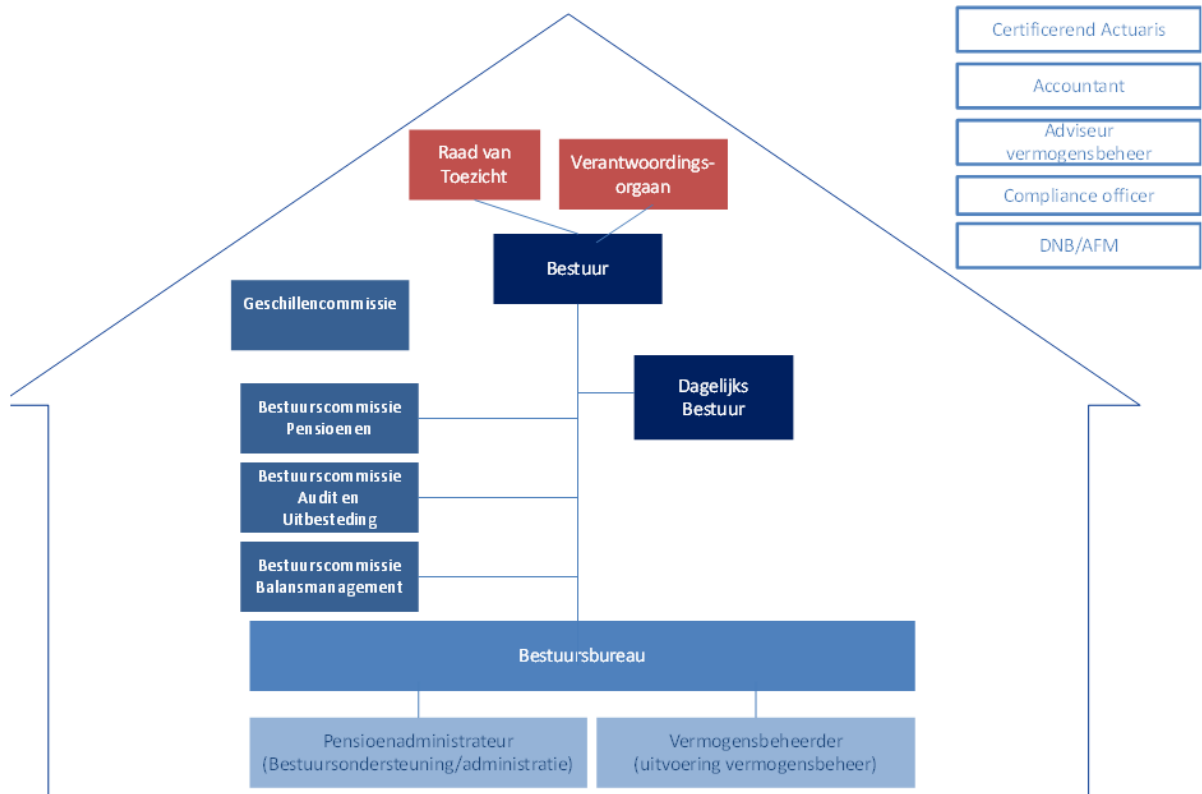 Certificerend Actuaris
Accountant
Adviseur
vermogensbeheer
Compliance officer
DNB/AFM
Raad van
Toezicht
Verantwoordings-
orgaan
Bestuur
Geschillencommissie
Dagelijks
Bestuur
Bestuurscommissie
Pensioenen
Bestuurscommissie
Audit en
Uitbesteding
Bestuurscommissie
Balansmanagement
Bestuursbureau
Pensioenadministrateur
(Bestuursondersteuning/administratie)
Vermogensbeheerder
(uitvoering vermogensbeheer)